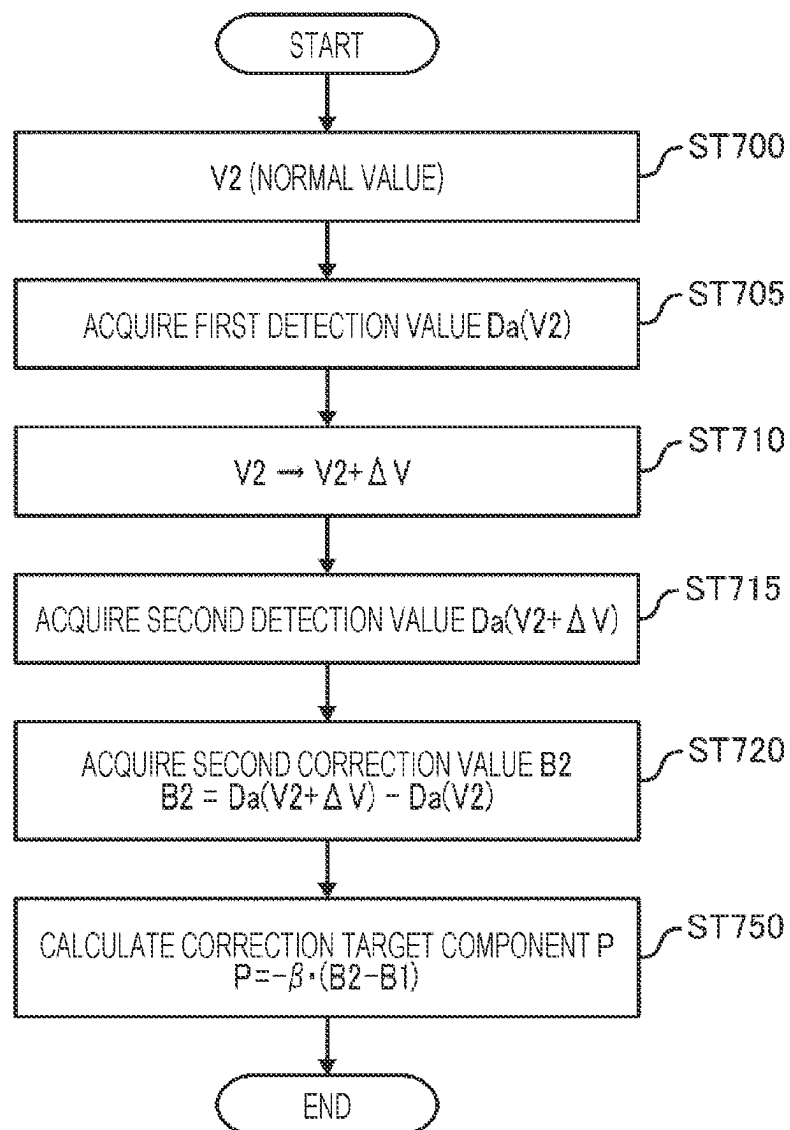 START
V2 (NORMAL VALUE)
ST700
ACQUIRE FIRST DETECTION VALUE Da(V2)
ST705
V2 → V2+ΔV
ST710
ACQUIRE SECOND DETECTION VALUE Da(V2+ΔV)
ST715
ACQUIRE SECOND CORRECTION VALUE B2
B2 = Da(V2+ΔV) - Da(V2)
ST720
CALCULATE CORRECTION TARGET COMPONENT P
P=-β・(B2-B1)
ST750
END